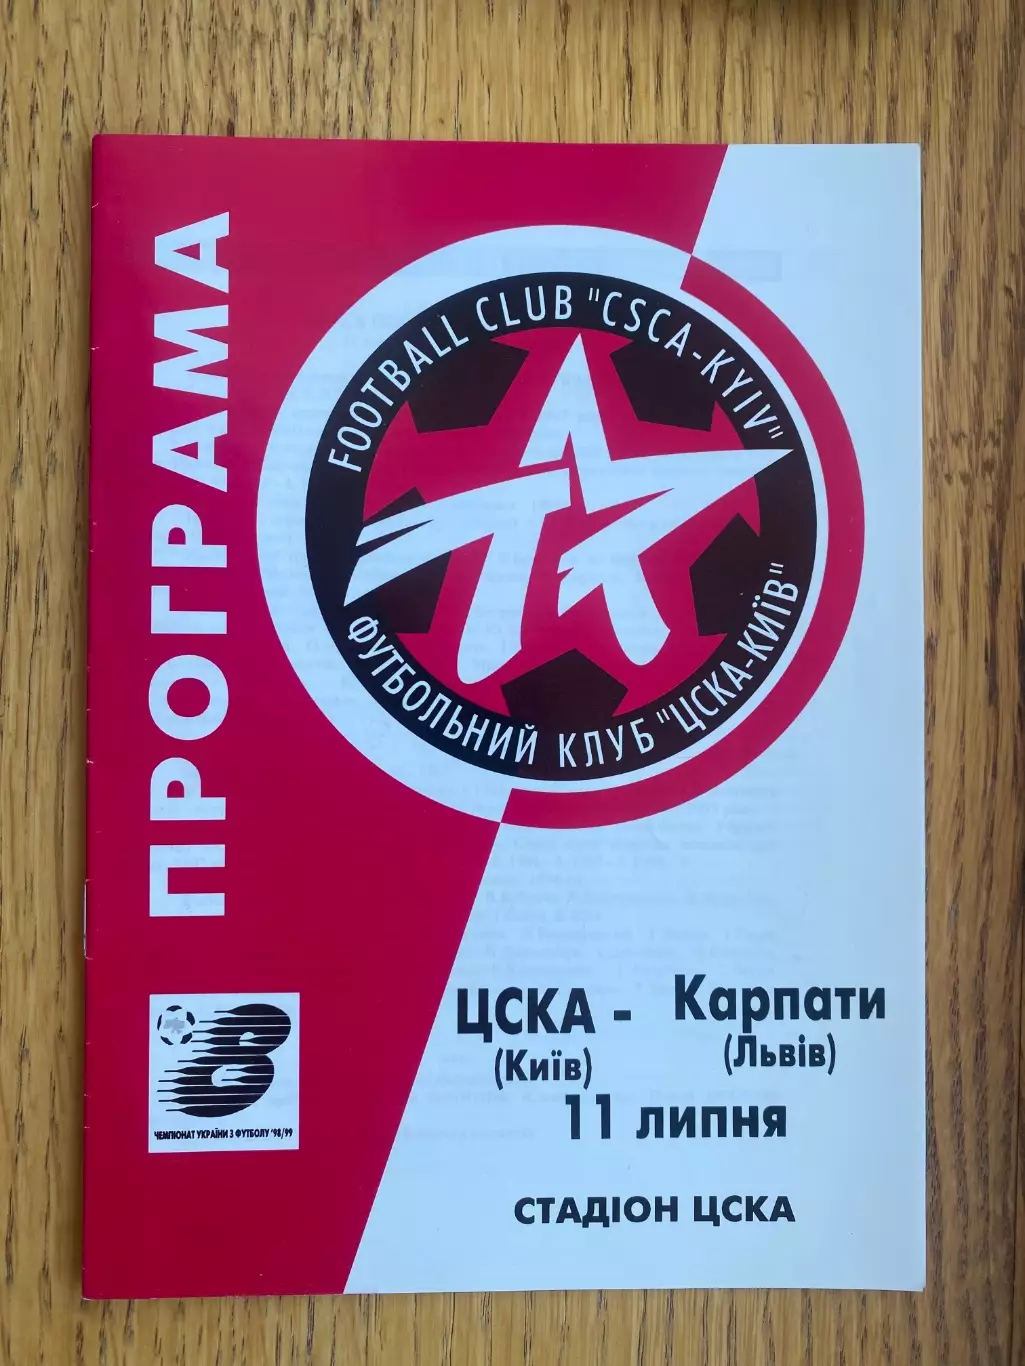 ПРОГРАМА
FOOTBALL CLUB "CSCA-KYIV"
ФУТБОЛЬНИЙ КЛУБ "ЦСКА-КИЇВ"
ЦСКА - Карпати
(Київ) (Львів)
11 липня
СТАДІОН ЦСКА
8
ЧЕМПІОНАТ УКРАЇНИ З ФУТБОЛУ '98/99